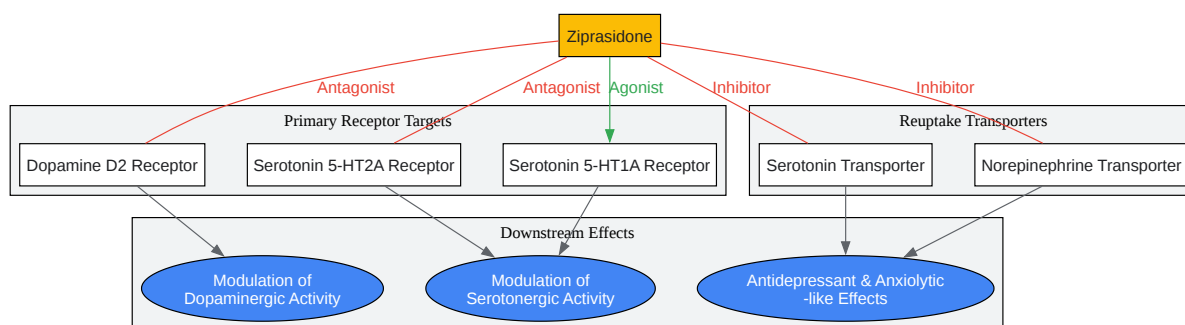 Ziprasidone
Antagonist
Antagonist
Agonist
Inhibitor
Inhibitor
Primary Receptor Targets
Reuptake Transporters
Dopamine D2 Receptor
Serotonin 5-HT2A Receptor
Serotonin 5-HT1A Receptor
Serotonin Transporter
Norepinephrine Transporter
Downstream Effects
Modulation of
Dopaminergic Activity
Modulation of
Serotonergic Activity
Antidepressant & Anxiolytic
-like Effects